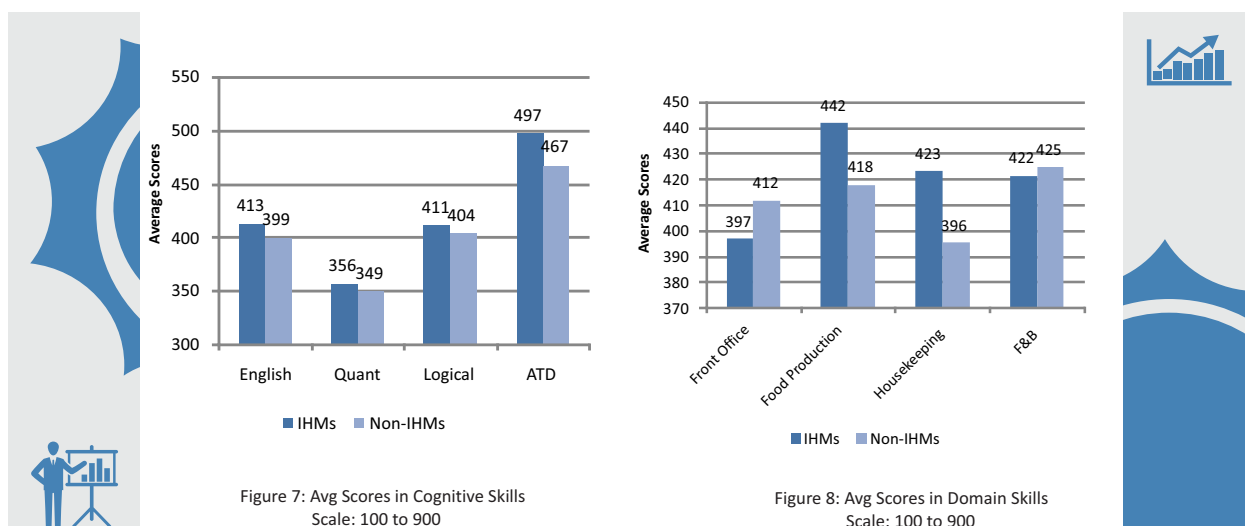 Average Scores
550
500
450
400
350
300
413
399
356
349
411
404
497
467
English Quant Logical ATD
IHMs Non-IHMs
Figure 7: Avg Scores in Cognitive Skills
Scale: 100 to 900
Average Scores
450
440
430
420
410
400
390
380
370
397
412
442
418
423
396
422
425
Front Office
Food Production
Housekeeping
F&B
IHMs Non-IHMs
Figure 8: Avg Scores in Domain Skills
Scale: 100 to 900